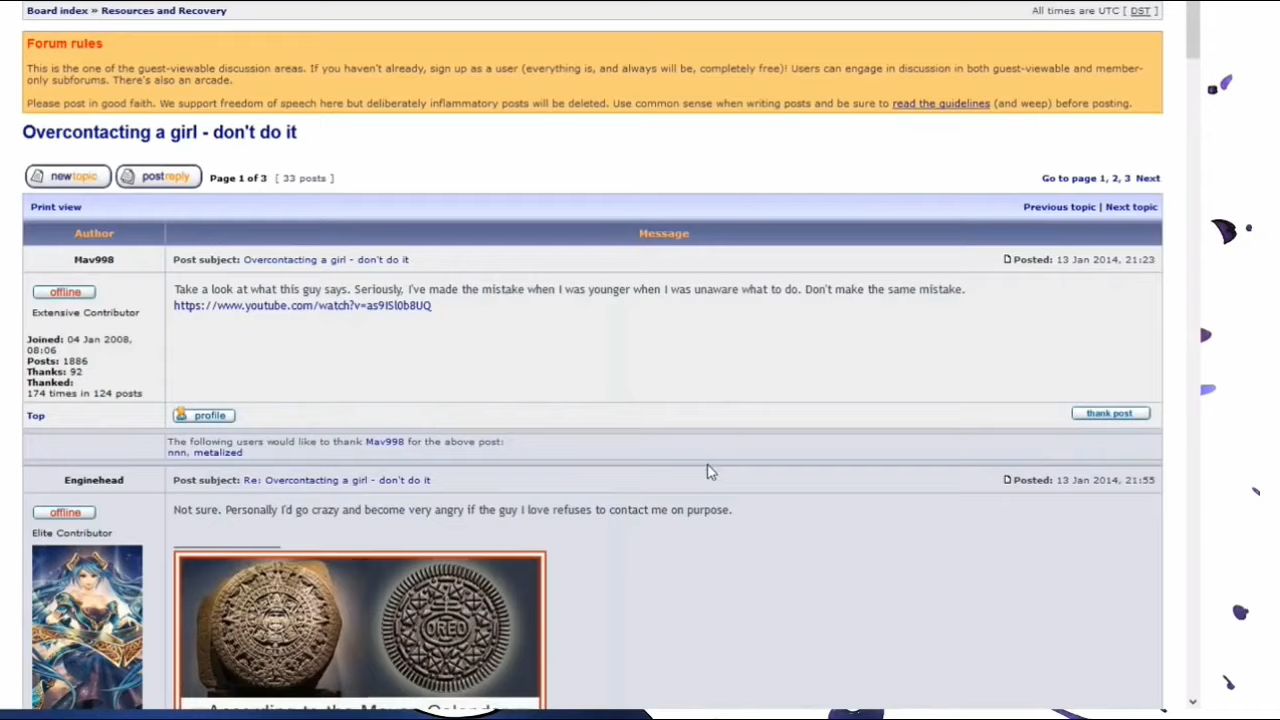 Board index » Resources and Recovery
All times are UTC [ DST ]
Forum rules
This is the one of the guest-viewable discussion areas. If you haven't already, sign up as a user (everything is, and always will be, completely free)! Users can engage in discussion in both guest-viewable and member-
only subforums. There's also an arcade.
Please post in good faith. We support freedom of speech here but deliberately inflammatory posts will be deleted. Use common sense when writing posts and be sure to read the guidelines (and weep) before posting.
Overcontacting a girl - don't do it
newtopic postreply Page 1 of 3 [ 33 posts ]
Go to page 1, 2, 3 Next
Print view
Previous topic | Next topic
Author
Message
Mav998
Post subject: Overcontacting a girl - don't do it
Posted: 13 Jan 2014, 21:23
offline
Extensive Contributor
Joined: 04 Jan 2008,
08:06
Posts: 1886
Thanks: 92
Thanked:
174 times in 124 posts
Take a look at what this guy says. Seriously, I've made the mistake when I was younger when I was unaware what to do. Don't make the same mistake.
https://www.youtube.com/watch?v=as9ISl0b8UQ
Top
profile
thank post
The following users would like to thank Mav998 for the above post:
nnn, metalized
Enginehead
Post subject: Re: Overcontacting a girl - don't do it
Posted: 13 Jan 2014, 21:55
offline
Elite Contributor
Not sure. Personally I'd go crazy and become very angry if the guy I love refuses to contact me on purpose.
OREO
According to the Mayan Calendar